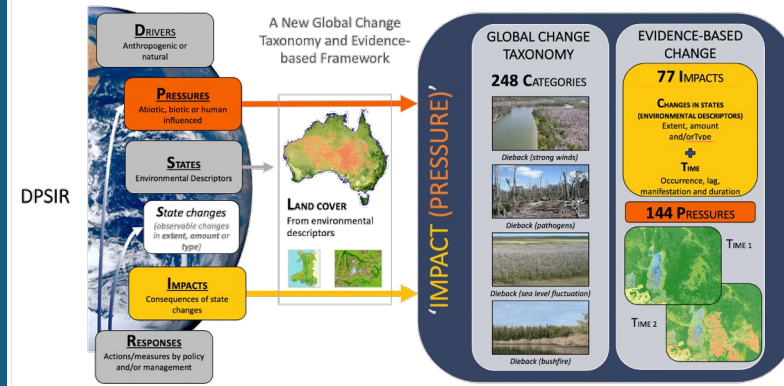 DPSIR
DRIVERS
Anthropogenic or
natural
PRESSURES
Abiotic, biotic or human
influenced
STATES
Environmental Descriptors
State changes
(observable changes
in extent, amount or
type)
IMPACTS
Consequences of state
changes
RESPONSES
Actions/measures by policy
and/or management
A New Global Change
Taxonomy and Evidence-
based Framework
LAND COVER
From environmental
descriptors
'IMPACT (PRESSURE)'
GLOBAL CHANGE
TAXONOMY
248 CATEGORIES
Dieback (strong winds)
Dieback (pathogens)
Dieback (sea level fluctuation)
Dieback (bushfire)
EVIDENCE-BASED
CHANGE
77 IMPACTS
CHANGES IN STATES
(ENVIRONMENTAL DESCRIPTORS)
Extent, amount
and/orType
TIME
Occurrence, lag,
manifestation and duration
144 PRESSURES
TIME 1
TIME 2